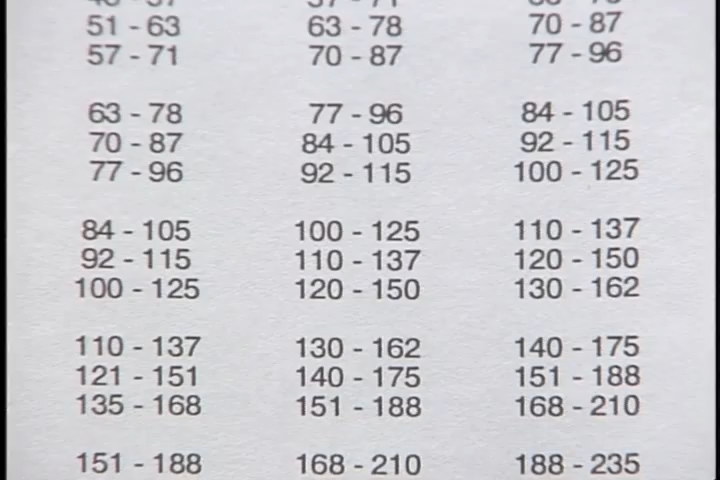 51 - 63 63 - 78 70 - 87
57 - 71 70 - 87 77 - 96
63 - 78 77 - 96 84 - 105
70 - 87 84 - 105 92 - 115
77 - 96 92 - 115 100 - 125
84 - 105 100 - 125 110 - 137
92 - 115 110 - 137 120 - 150
100 - 125 120 - 150 130 - 162
110 - 137 130 - 162 140 - 175
121 - 151 140 - 175 151 - 188
135 - 168 151 - 188 168 - 210
151 - 188 168 - 210 188 - 235